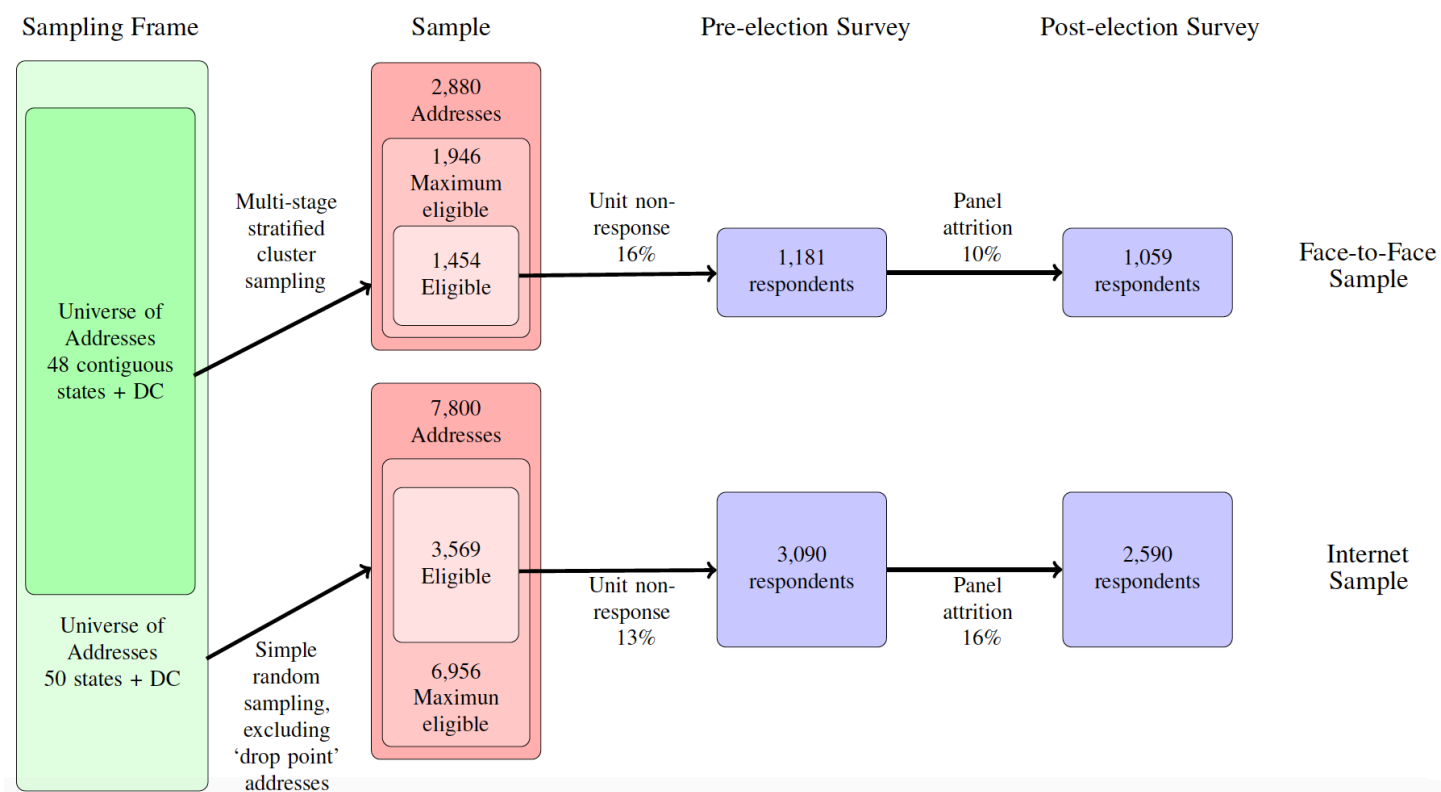 Sampling Frame
Sample
Pre-election Survey
Post-election Survey
Universe of
Addresses
48 contiguous
states + DC
Universe of
Addresses
50 states + DC
Multi-stage
stratified
cluster
sampling
2,880
Addresses
1,946
Maximum
eligible
1,454
Eligible
Unit non-
response
16%
1,181
respondents
Panel
attrition
10%
1,059
respondents
Face-to-Face
Sample
Simple
random
sampling,
excluding
‘drop point’
addresses
7,800
Addresses
3,569
Eligible
6,956
Maximun
eligible
Unit non-
response
13%
3,090
respondents
Panel
attrition
16%
2,590
respondents
Internet
Sample